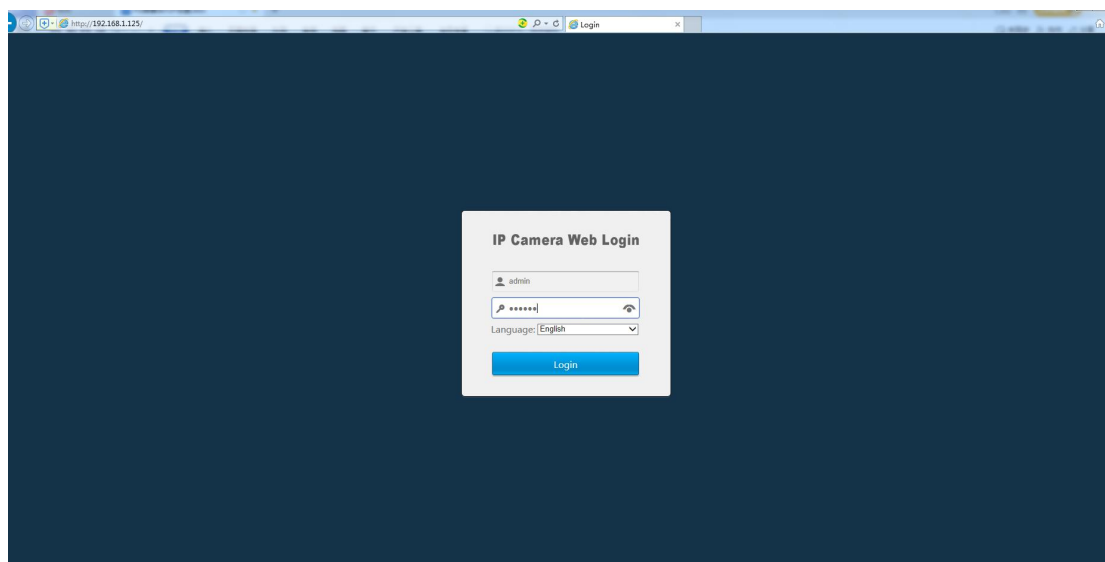 http://192.168.1.125/
Login
IP Camera Web Login
admin
Language: English
Login